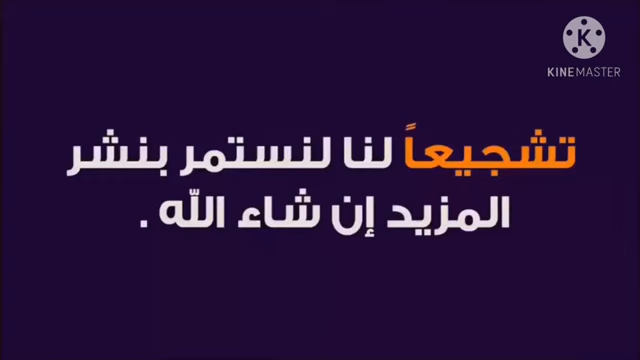 K
KINEMASTER
تشجيعاً لنا لنستمر بنشر
المزيد إن شاء الله .